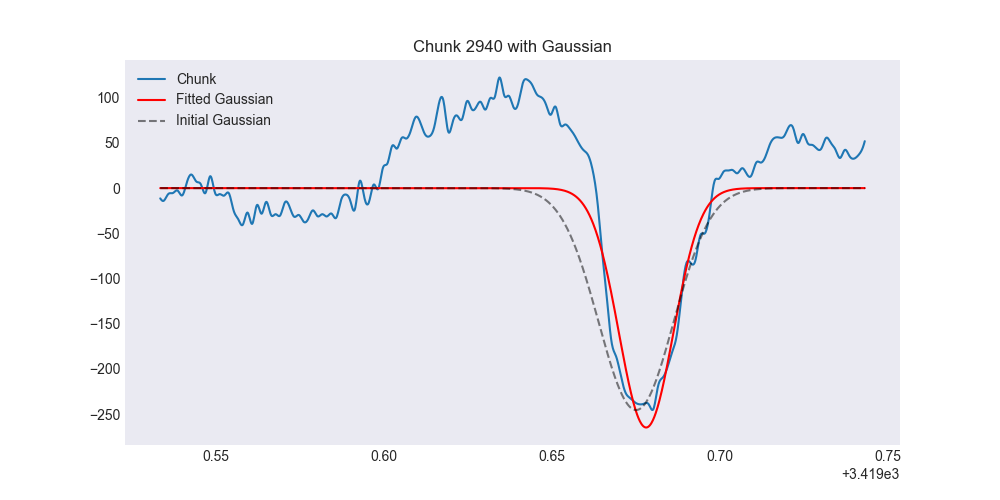 Chunk 2940 with Gaussian
Chunk
Fitted Gaussian
Initial Gaussian
100
50
0
−50
−100
−150
−200
−250
0.55 0.60 0.65 0.70 0.75
+3.419e3